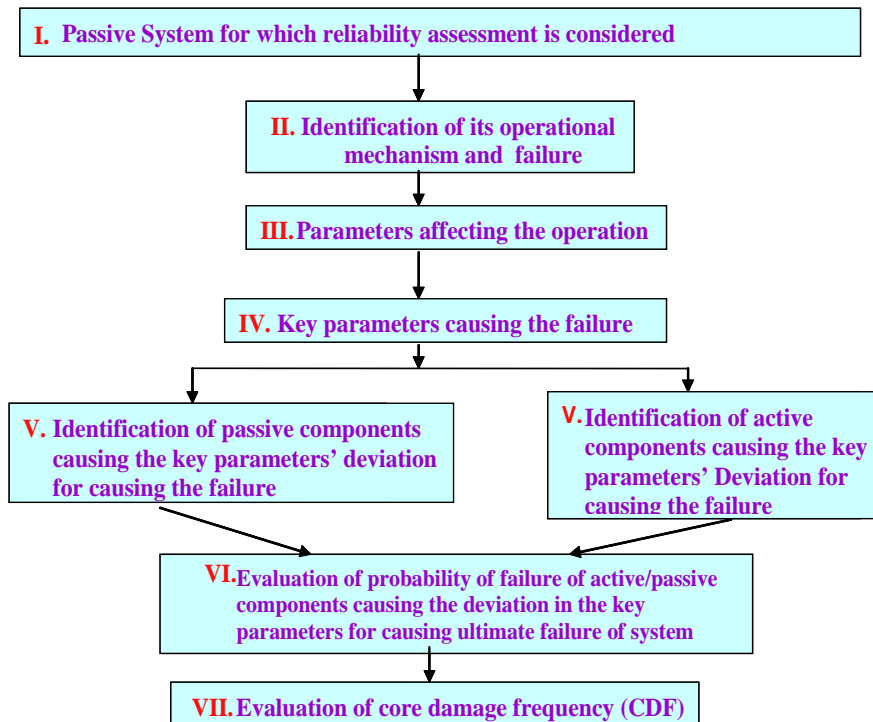 I. Passive System for which reliability assessment is considered
II. Identification of its operational
mechanism and failure
III. Parameters affecting the operation
IV. Key parameters causing the failure
V. Identification of passive components
causing the key parameters' deviation
for causing the failure
V. Identification of active
components causing the key
parameters' Deviation for
causing the failure
VI. Evaluation of probability of failure of active/passive
components causing the deviation in the key
parameters for causing ultimate failure of system
VII. Evaluation of core damage frequency (CDF)